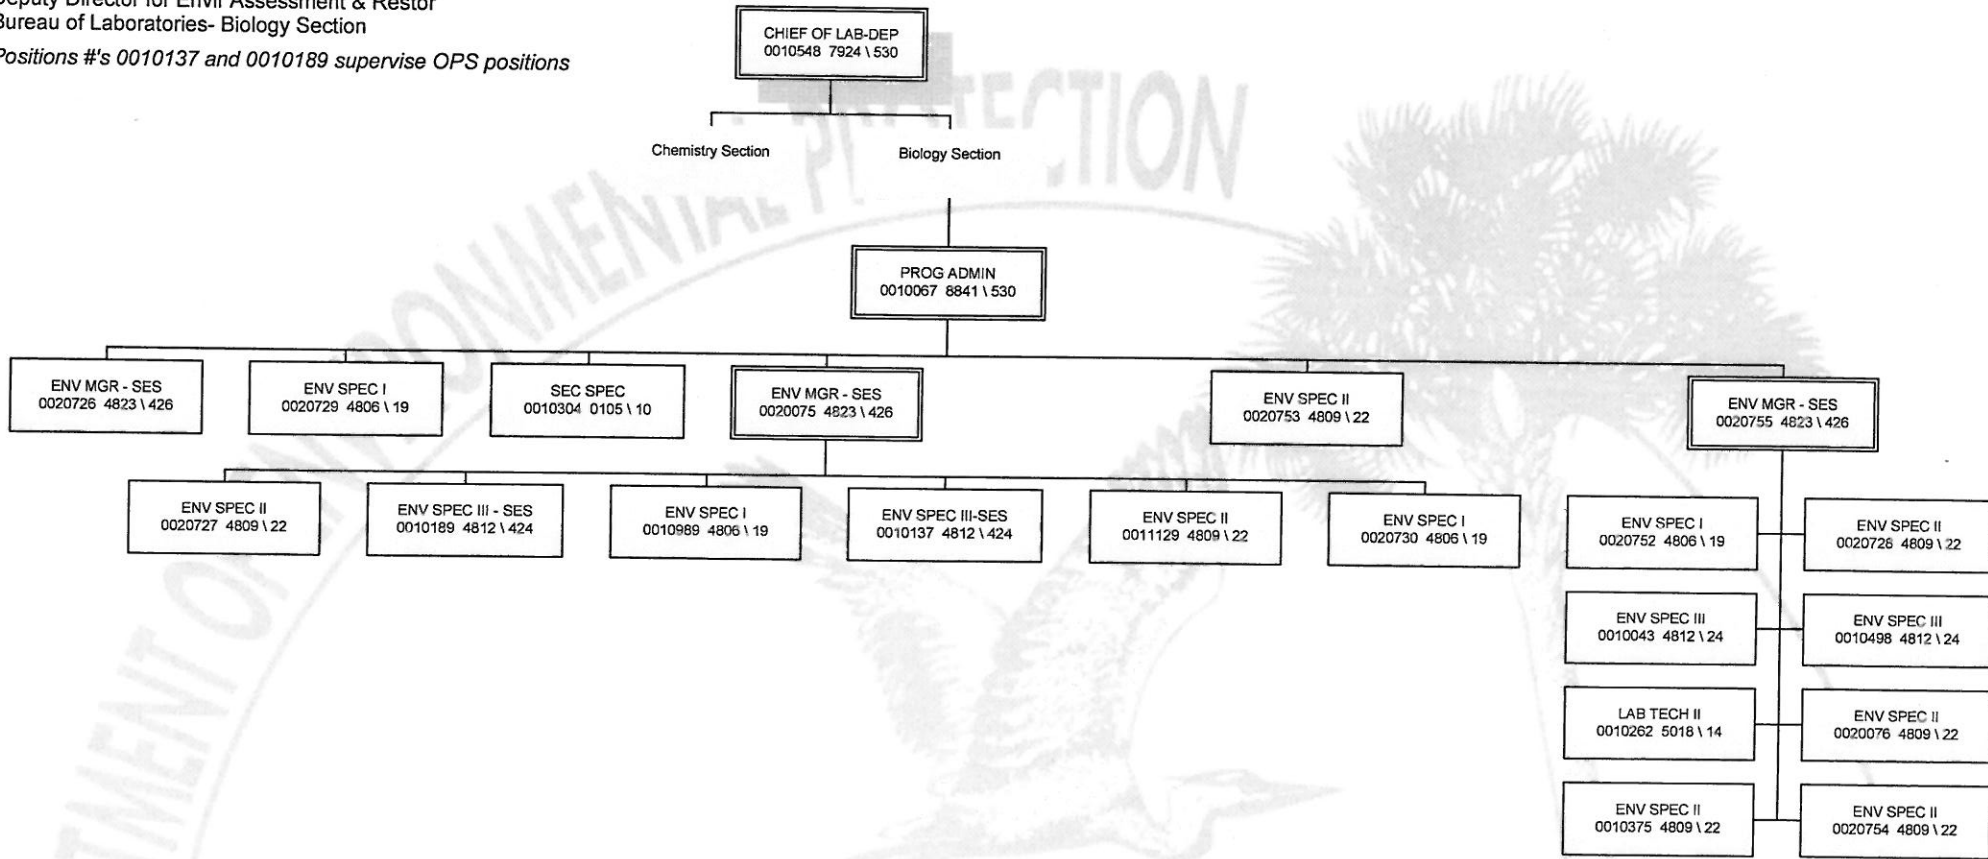 Deputy Director for Envir Assessment & Restor
Bureau of Laboratories- Biology Section
Positions #'s 0010137 and 0010189 supervise OPS positions
CHIEF OF LAB-DEP
0010548 7924 \ 530
Chemistry Section
Biology Section
PROG ADMIN
0010067 8841 \ 530
ENV MGR - SES
0020726 4823 \ 426
ENV SPEC I
0020729 4806 \ 19
SEC SPEC
0010304 0105 \ 10
ENV MGR - SES
0020075 4823 \ 426
ENV SPEC II
0020753 4809 \ 22
ENV MGR - SES
0020755 4823 \ 426
ENV SPEC II
0020727 4809 \ 22
ENV SPEC III - SES
0010189 4812 \ 424
ENV SPEC I
0010989 4806 \ 19
ENV SPEC III-SES
0010137 4812 \ 424
ENV SPEC II
0011129 4809 \ 22
ENV SPEC I
0020730 4806 \ 19
ENV SPEC I
0020752 4806 \ 19
ENV SPEC II
0020728 4809 \ 22
ENV SPEC III
0010043 4812 \ 24
ENV SPEC III
0010498 4812 \ 24
LAB TECH II
0010262 5018 \ 14
ENV SPEC II
0020076 4809 \ 22
ENV SPEC II
0010375 4809 \ 22
ENV SPEC II
0020754 4809 \ 22
OF ENVIRONMENTAL